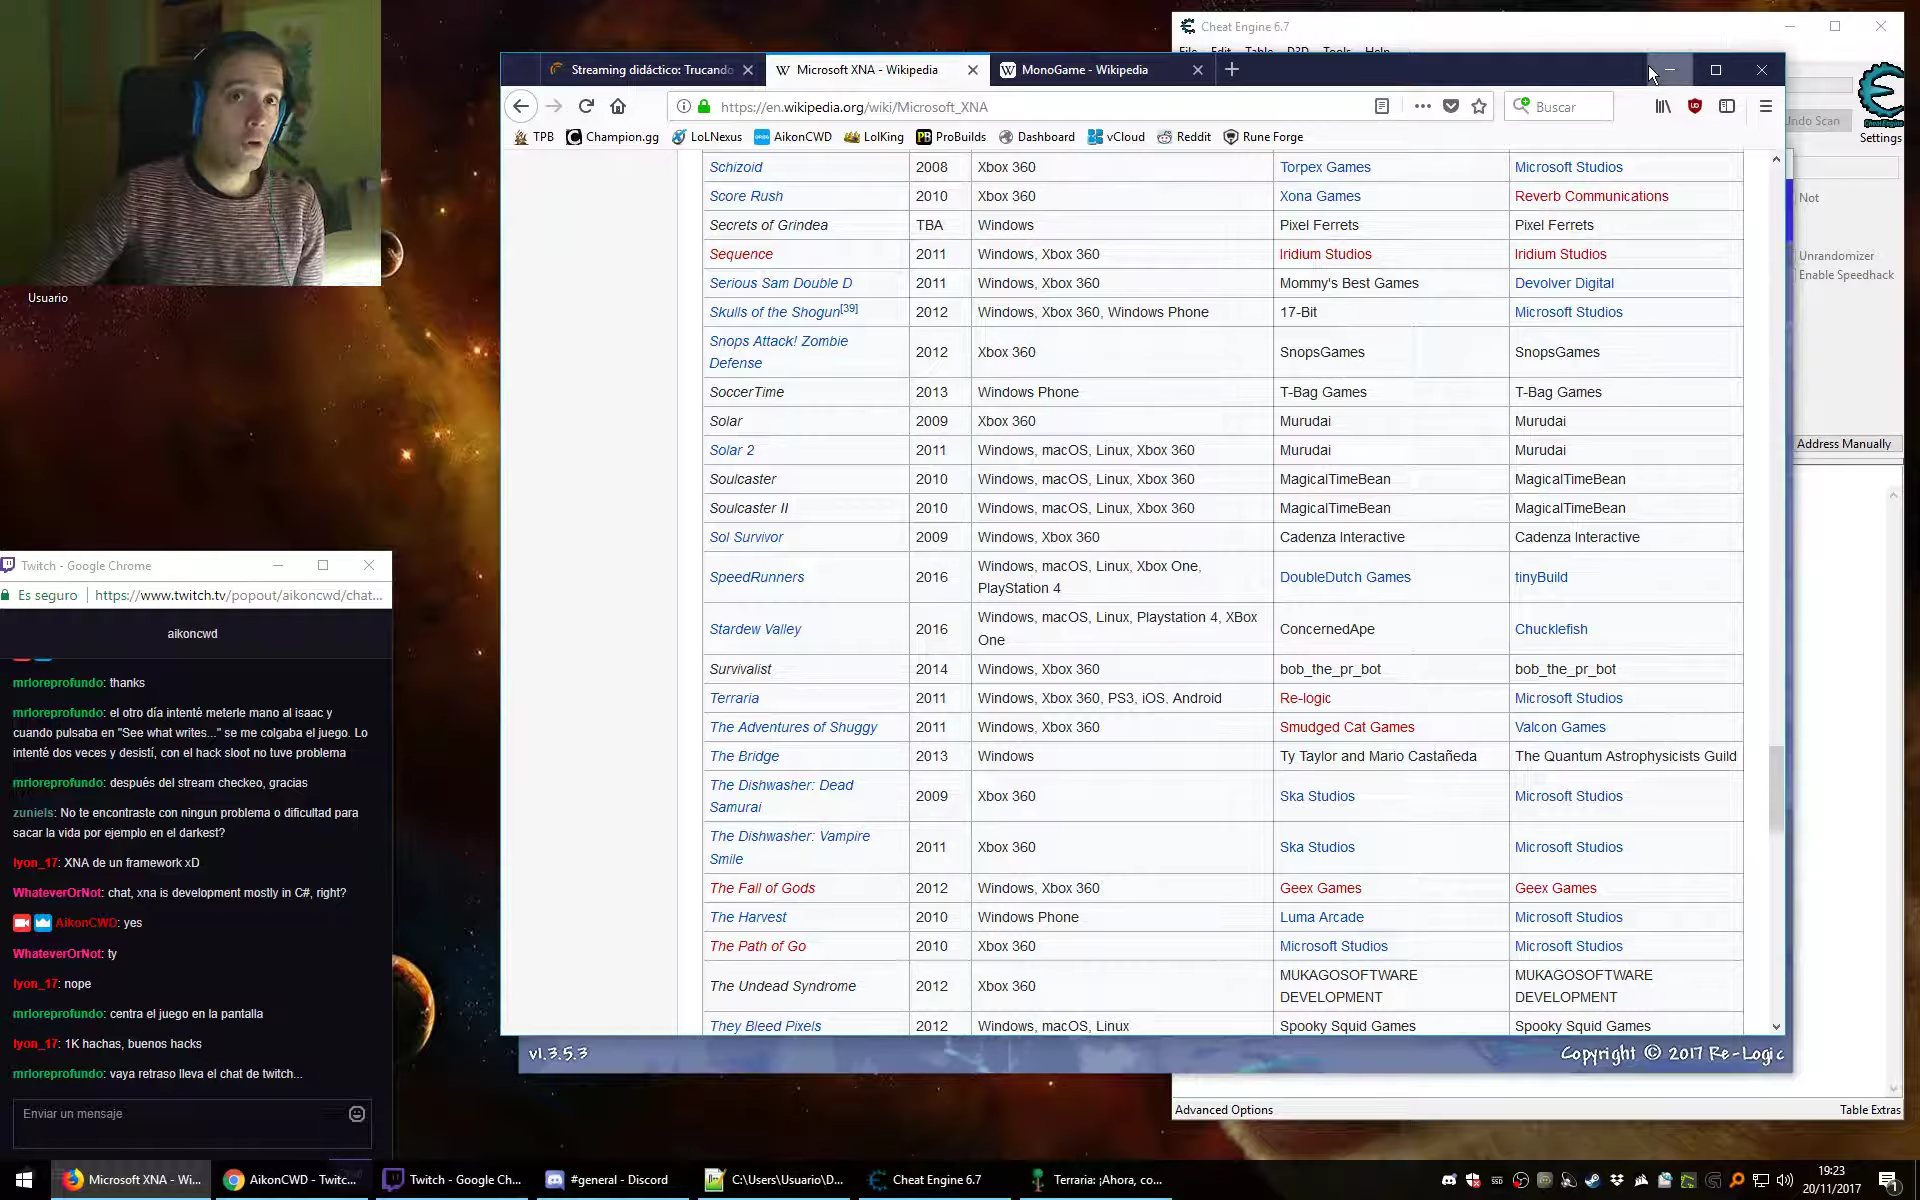 Usuario
Cheat Engine 6.7
File Edit Table D3D Tools Help
Streaming didáctico: Trucando
Microsoft XNA - Wikipedia
MonoGame - Wikipedia
https://en.wikipedia.org/wiki/Microsoft_XNA
Buscar
TPB Champion.gg LoLNexus AikonCWD LolKing ProBuilds Dashboard vCloud Reddit Rune Forge
Undo Scan
Settings
Not
Unrandomizer
Enable Speedhack
Address Manually
Schizoid 2008 Xbox 360 Torpex Games Microsoft Studios
Score Rush 2010 Xbox 360 Xona Games Reverb Communications
Secrets of Grindea TBA Windows Pixel Ferrets Pixel Ferrets
Sequence 2011 Windows, Xbox 360 Iridium Studios Iridium Studios
Serious Sam Double D 2011 Windows, Xbox 360 Mommy's Best Games Devolver Digital
Skulls of the Shogun[39] 2012 Windows, Xbox 360, Windows Phone 17-Bit Microsoft Studios
Snops Attack! Zombie
Defense
2012 Xbox 360 SnopsGames SnopsGames
SoccerTime 2013 Windows Phone T-Bag Games T-Bag Games
Solar 2009 Xbox 360 Murudai Murudai
Solar 2 2011 Windows, macOS, Linux, Xbox 360 Murudai Murudai
Soulcaster 2010 Windows, macOS, Linux, Xbox 360 MagicalTimeBean MagicalTimeBean
Soulcaster II 2010 Windows, macOS, Linux, Xbox 360 MagicalTimeBean MagicalTimeBean
Sol Survivor 2009 Windows, Xbox 360 Cadenza Interactive Cadenza Interactive
SpeedRunners 2016
Windows, macOS, Linux, Xbox One,
PlayStation 4
DoubleDutch Games tinyBuild
Stardew Valley 2016
Windows, macOS, Linux, Playstation 4, XBox
One
ConcernedApe Chucklefish
Survivalist 2014 Windows, Xbox 360 bob_the_pr_bot bob_the_pr_bot
Terraria 2011 Windows, Xbox 360, PS3, iOS, Android Re-logic Microsoft Studios
The Adventures of Shuggy 2011 Windows, Xbox 360 Smudged Cat Games Valcon Games
The Bridge 2013 Windows Ty Taylor and Mario Castañeda The Quantum Astrophysicists Guild
The Dishwasher: Dead
Samurai
2009 Xbox 360 Ska Studios Microsoft Studios
The Dishwasher: Vampire
Smile
2011 Xbox 360 Ska Studios Microsoft Studios
The Fall of Gods 2012 Windows, Xbox 360 Geex Games Geex Games
The Harvest 2010 Windows Phone Luma Arcade Microsoft Studios
The Path of Go 2010 Xbox 360 Microsoft Studios Microsoft Studios
The Undead Syndrome 2012 Xbox 360
MUKAGOSOFTWARE
DEVELOPMENT
MUKAGOSOFTWARE
DEVELOPMENT
They Bleed Pixels 2012 Windows, macOS, Linux Spooky Squid Games Spooky Squid Games
v1.3.5.3
Copyright © 2017 Re-Logic
Advanced Options
Table Extras
Twitch - Google Chrome
Es seguro https://www.twitch.tv/popout/aikoncwd/chat...
aikoncwd
mrloreprofundo: thanks
mrloreprofundo: el otro día intenté meterle mano al isaac y
cuando pulsaba en "See what writes..." se me colgaba el juego. Lo
intenté dos veces y desistí, con el hack sloot no tuve problema
mrloreprofundo: después del stream checkeo, gracias
zuniels: No te encontraste con ningun problema o dificultad para
sacar la vida por ejemplo en el darkest?
lyon_17: XNA de un framework xD
WhateverOrNot: chat, xna is development mostly in C#, right?
AikonCWD: yes
WhateverOrNot: ty
lyon_17: nope
mrloreprofundo: centra el juego en la pantalla
lyon_17: 1K hachas, buenos hacks
mrloreprofundo: vaya retraso lleva el chat de twitch...
Enviar un mensaje
Microsoft XNA - Wi...
AikonCWD - Twitc...
Twitch - Google Ch...
#general - Discord
C:\Users\Usuario\D...
Cheat Engine 6.7
Terraria: ¡Ahora, co...
19:23
20/11/2017